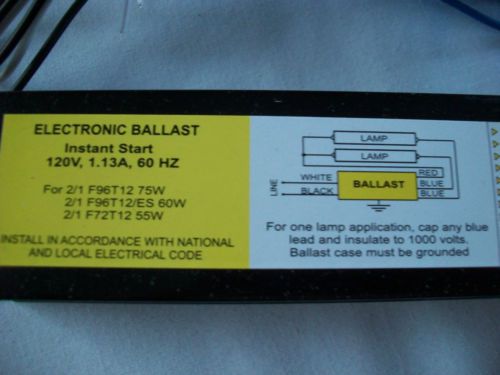 ELECTRONIC BALLAST
Instant Start
120V, 1.13A, 60 HZ
For 2/1 F96T12 75W
2/1 F96T12/ES 60W
2/1 F72T12 55W
INSTALL IN ACCORDANCE WITH NATIONAL
AND LOCAL ELECTRICAL CODE
LAMP
LAMP
LINE
WHITE
BLACK
BALLAST
RED
BLUE
BLUE
For one lamp application, cap any blue
lead and insulate to 1000 volts.
Ballast case must be grounded